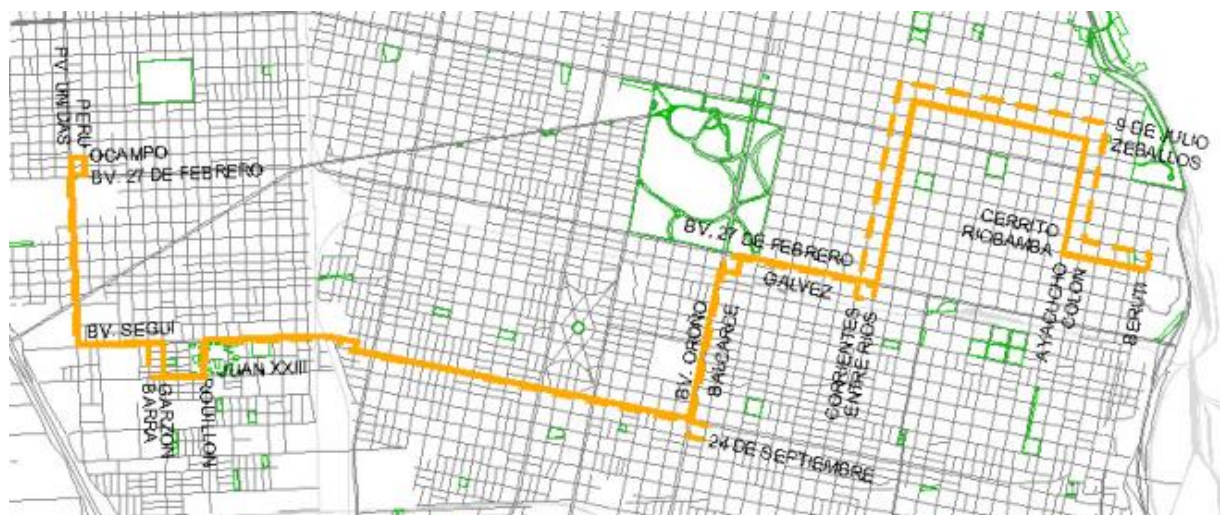 PV. UNIDAS
PERU
OCAMPO
BV. 27 DE FEBRERO
BV. SEGUI
BARRA
GARZON
ROUILLON
JUAN XXIII
BV. OROÑO
BALCARCE
24 DE SEPTIEMBRE
BV. 27 DE FEBRERO
GALVEZ
CORRIENTES
ENTRE RIOS
9 DE JULIO
ZEBALLOS
CERRITO
RIOBAMBA
AYACUCHO
COLON
BERUTI